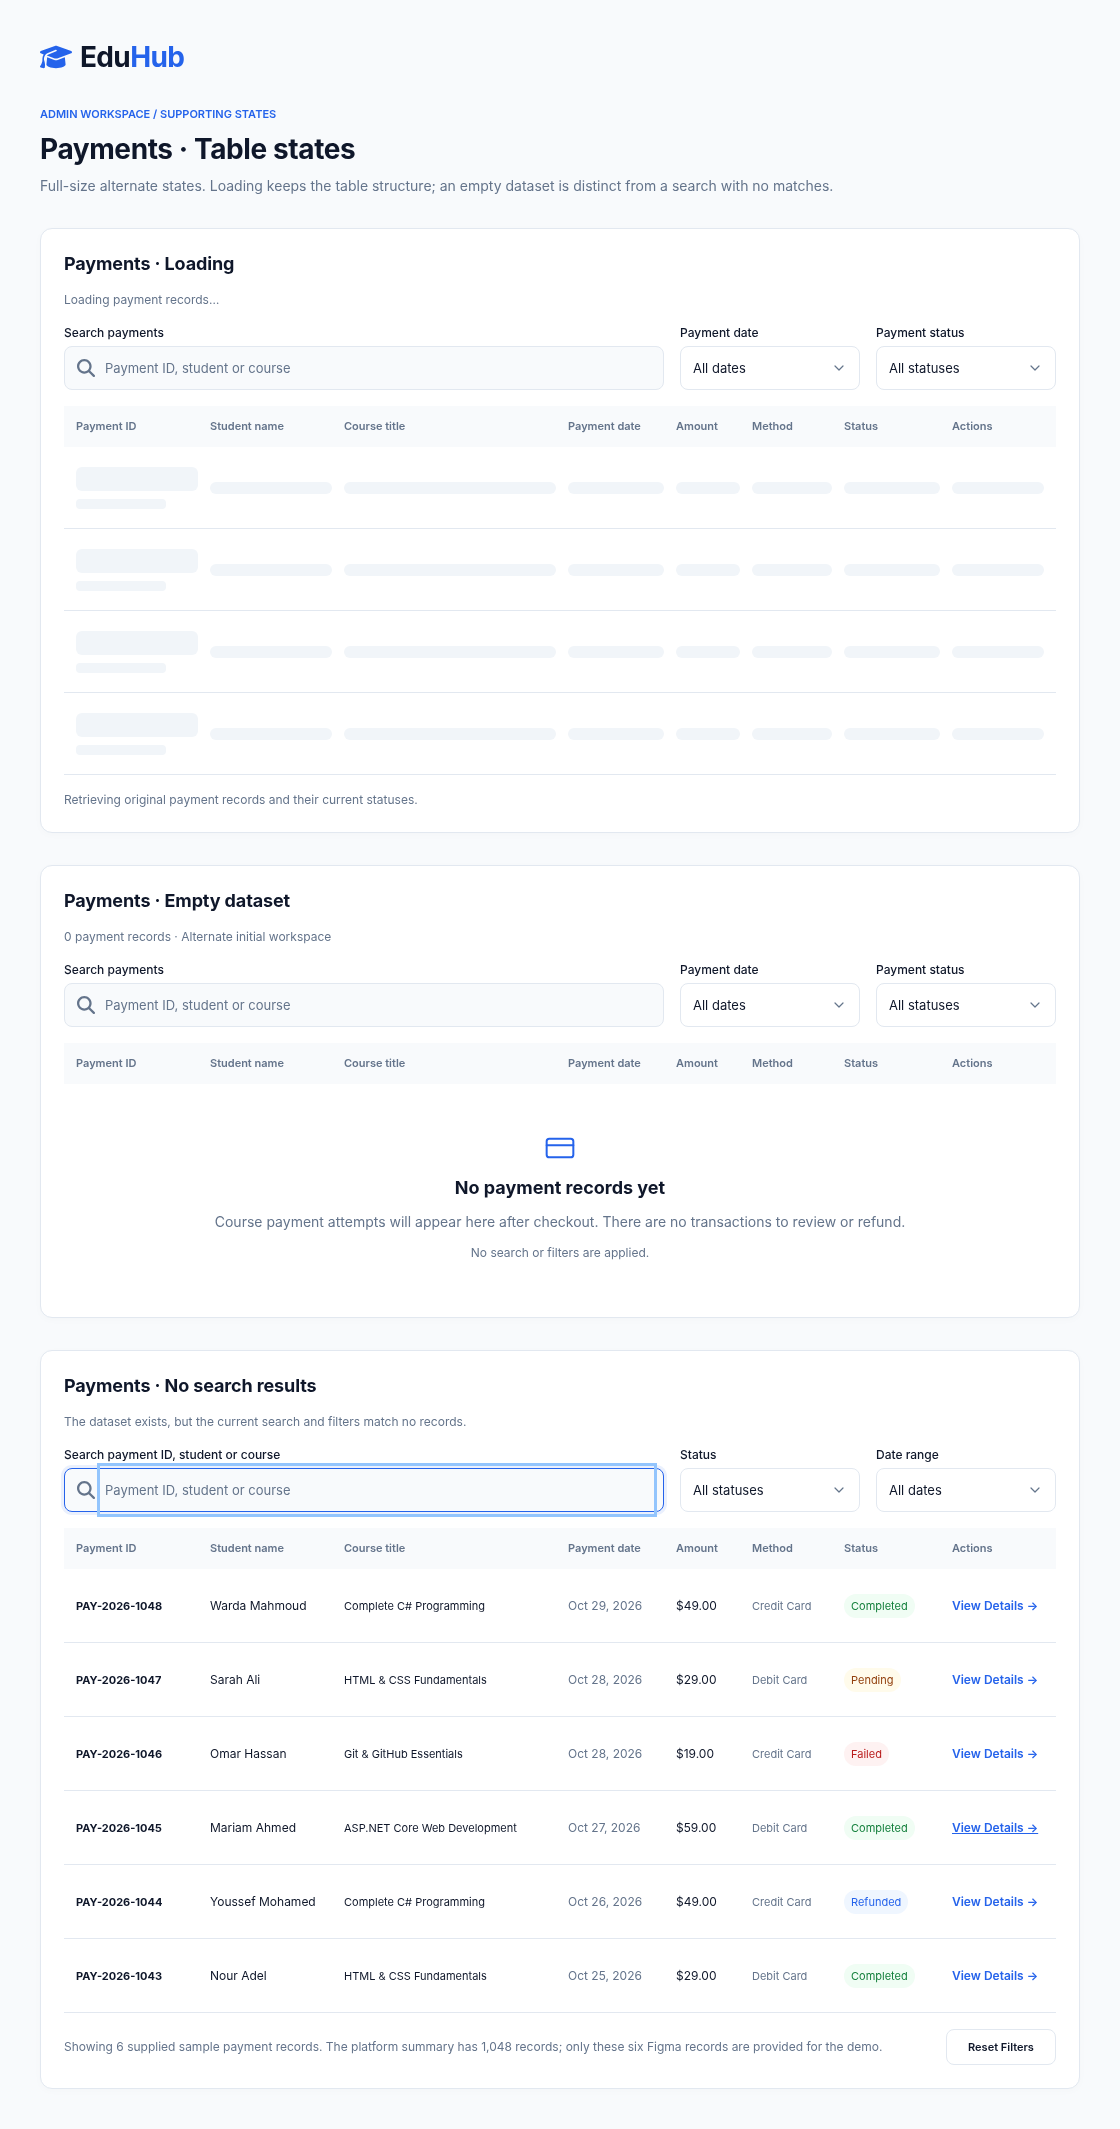 EduHub
ADMIN WORKSPACE / SUPPORTING STATES
Payments · Table states
Full-size alternate states. Loading keeps the table structure; an empty dataset is distinct from a search with no matches.
Payments · Loading
Loading payment records...
Search payments Payment date Payment status
Payment ID, student or course All dates All statuses
Payment ID Student name Course title Payment date Amount Method Status Actions
Retrieving original payment records and their current statuses.
Payments · Empty dataset
0 payment records · Alternate initial workspace
Search payments Payment date Payment status
Payment ID, student or course All dates All statuses
Payment ID Student name Course title Payment date Amount Method Status Actions
No payment records yet
Course payment attempts will appear here after checkout. There are no transactions to review or refund.
No search or filters are applied.
Payments · No search results
The dataset exists, but the current search and filters match no records.
Search payment ID, student or course Status Date range
Payment ID, student or course All statuses All dates
Payment ID Student name Course title Payment date Amount Method Status Actions
PAY-2026-1048 Warda Mahmoud Complete C# Programming Oct 29, 2026 $49.00 Credit Card Completed View Details →
PAY-2026-1047 Sarah Ali HTML & CSS Fundamentals Oct 28, 2026 $29.00 Debit Card Pending View Details →
PAY-2026-1046 Omar Hassan Git & GitHub Essentials Oct 28, 2026 $19.00 Credit Card Failed View Details →
PAY-2026-1045 Mariam Ahmed ASP.NET Core Web Development Oct 27, 2026 $59.00 Debit Card Completed View Details →
PAY-2026-1044 Youssef Mohamed Complete C# Programming Oct 26, 2026 $49.00 Credit Card Refunded View Details →
PAY-2026-1043 Nour Adel HTML & CSS Fundamentals Oct 25, 2026 $29.00 Debit Card Completed View Details →
Showing 6 supplied sample payment records. The platform summary has 1,048 records; only these six Figma records are provided for the demo. Reset Filters